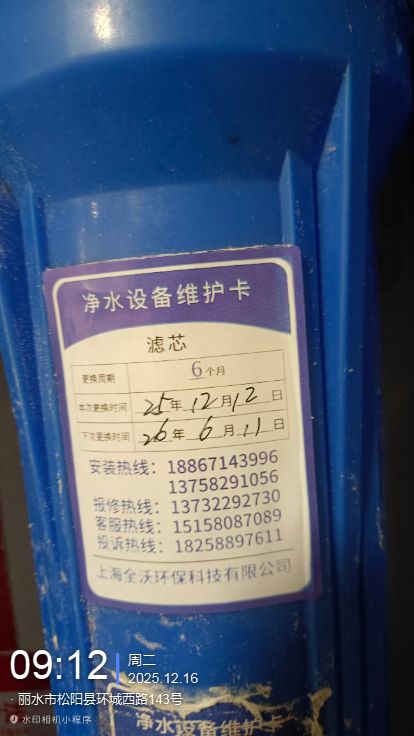 净水设备维护卡
滤芯
更换周期 6个月
本次更换时间 25年12月12日
下次更换时间 26年6月11日
安装热线：18867143996
13758291056
报修热线：13732292730
客服热线：15158087089
投诉热线：18258897611
上海全沃环保科技有限公司
09:12 周二
2025.12.16
·丽水市松阳县环城西路143号
水印相机小程序
净水设备维护卡